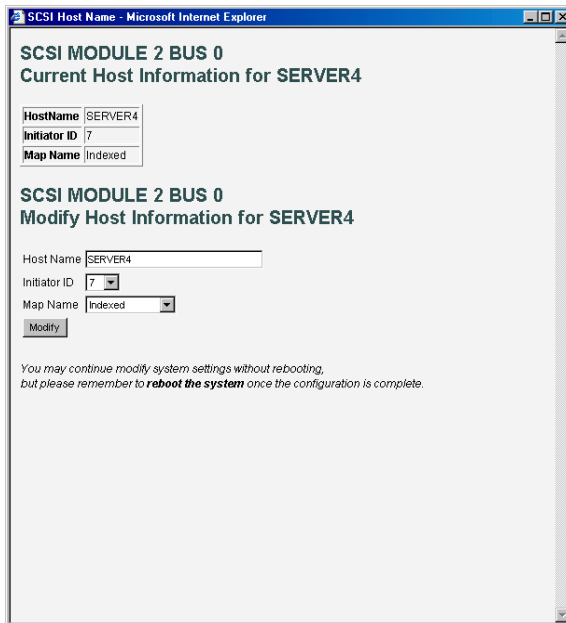 SCSI Host Name - Microsoft Internet Explorer
SCSI MODULE 2 BUS 0
Current Host Information for SERVER4
HostName SERVER4
Initiator ID 7
Map Name Indexed
SCSI MODULE 2 BUS 0
Modify Host Information for SERVER4
Host Name SERVER4
Initiator ID 7
Map Name Indexed
Modify
You may continue modify system settings without rebooting,
but please remember to reboot the system once the configuration is complete.